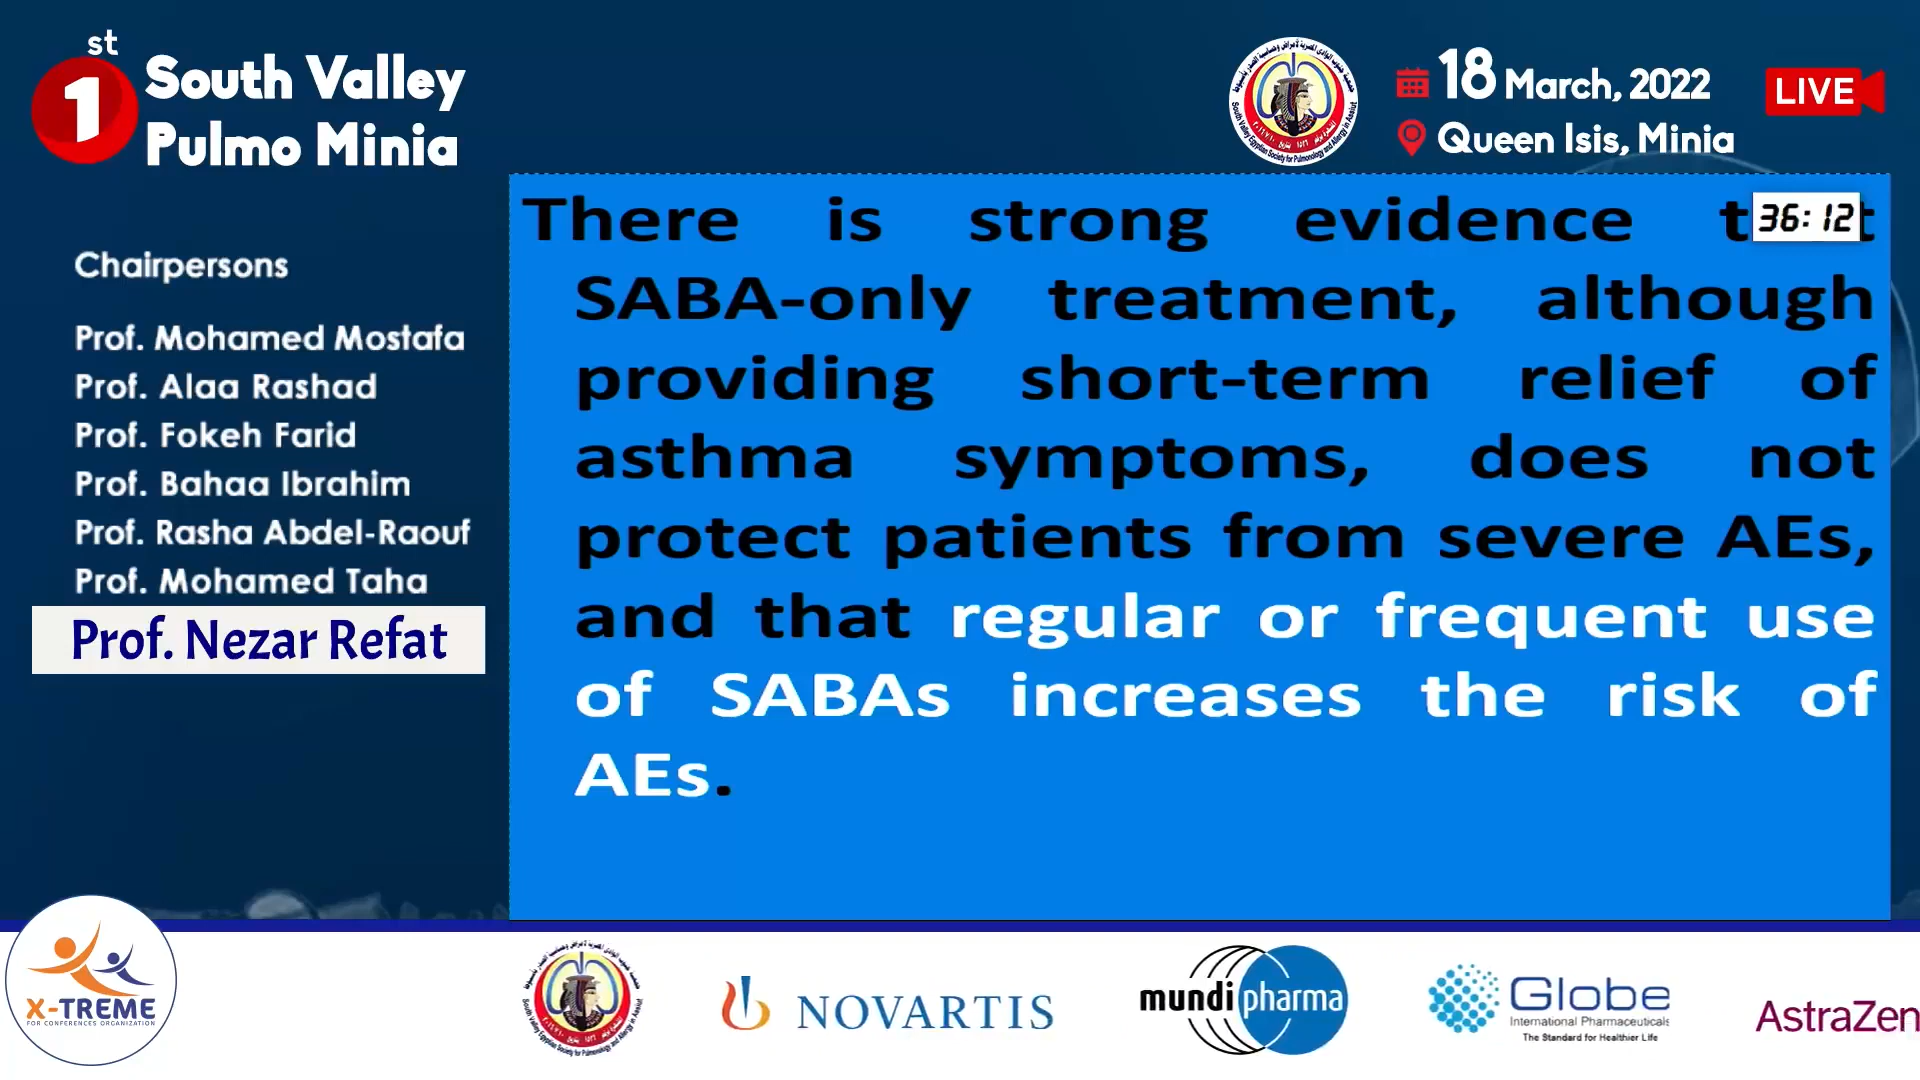 st
1
South Valley
Pulmo Minia
18 March, 2022
Queen Isis, Minia
LIVE
Chairpersons
Prof. Mohamed Mostafa
Prof. Alaa Rashad
Prof. Fokeh Farid
Prof. Bahaa Ibrahim
Prof. Rasha Abdel-Raouf
Prof. Mohamed Taha
Prof. Nezar Refat
There is strong evidence
36:12
SABA-only treatment, although
providing short-term relief of
asthma symptoms, does not
protect patients from severe AEs,
and that regular or frequent use
of SABAs increases the risk of
AEs.
X-TREME
FOR CONFERENCES ORGANIZATION
NOVARTIS
mundipharma
Globe
International Pharmaceuticals
The Standard for Healthier Life
AstraZen